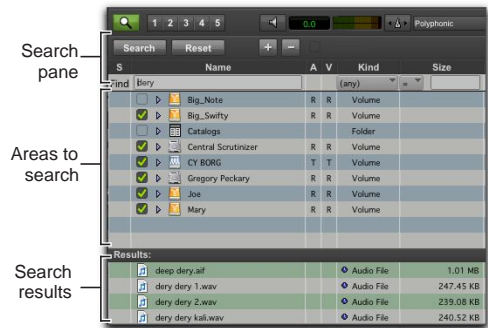 1 2 3 4 5 0.0 Polyphonic
Search Reset + −
Search pane
S Name A V Kind Size
Find dery (any) =
Areas to search
Big_Note R R Volume
Big_Swifty R R Volume
Catalogs Folder
Central Scrutinizer R R Volume
CY BORG T T Volume
Gregory Peckary R R Volume
Joe R R Volume
Mary R R Volume
Results:
Search results
deep dery.aif Audio File 1.01 MB
dery dery 1.wav Audio File 247.45 KB
dery dery 2.wav Audio File 239.08 KB
dery dery kali.wav Audio File 240.52 KB